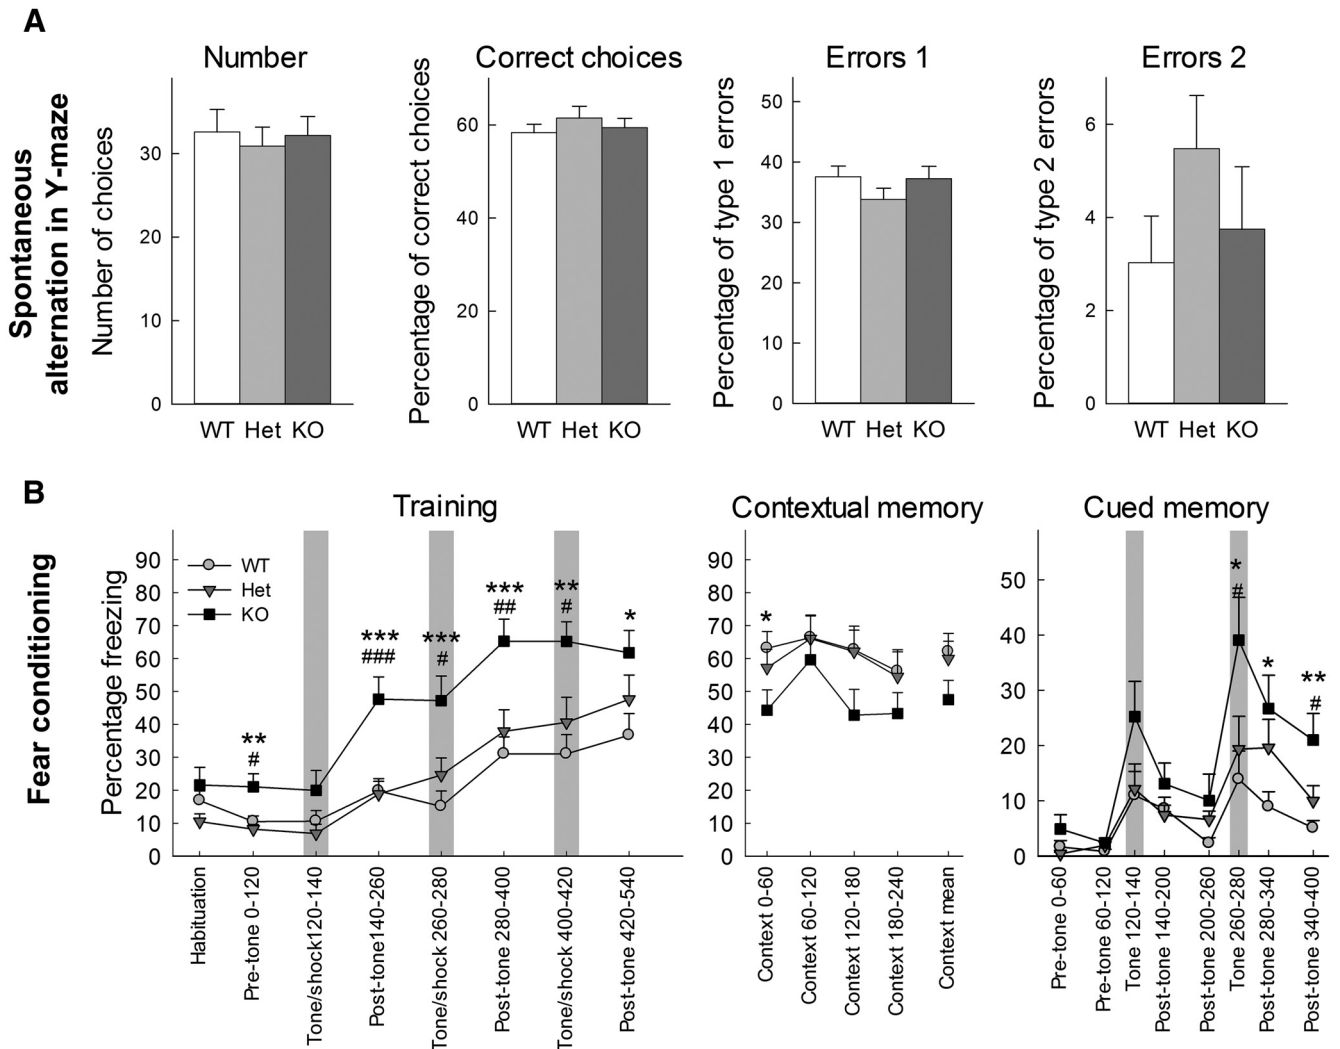 A
Number
Correct choices
Errors 1
Errors 2
Spontaneous
alternation in Y-maze
Number of choices
30
20
10
0
WT Het KO
Percentage of correct choices
60
40
20
0
WT Het KO
Percentage of type 1 errors
50
40
30
20
10
0
WT Het KO
Percentage of type 2 errors
6
4
2
0
WT Het KO
B
Training
Contextual memory
Cued memory
Fear conditioning
Percentage freezing
90
80
70
60
50
40
30
20
10
0
WT
Het
KO
**
#
***
###
***
#
***
##
**
#
*
Habituation
Pre-tone 0-120
Tone/shock120-140
Post-tone140-260
Tone/shock 260-280
Post-tone 280-400
Tone/shock 400-420
Post-tone 420-540
90
80
70
60
50
40
30
20
10
0
*
Context 0-60
Context 60-120
Context 120-180
Context 180-240
Context mean
50
40
30
20
10
0
*
#
*
**
#
Pre-tone 0-60
Pre-tone 60-120
Tone 120-140
Post-tone 140-200
Post-tone 200-260
Tone 260-280
Post-tone 280-340
Post-tone 340-400